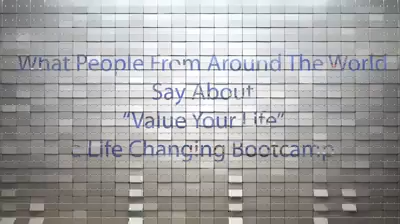 What People From Around The World
Say About
“Value Your Life”
a Life Changing Bootcamp